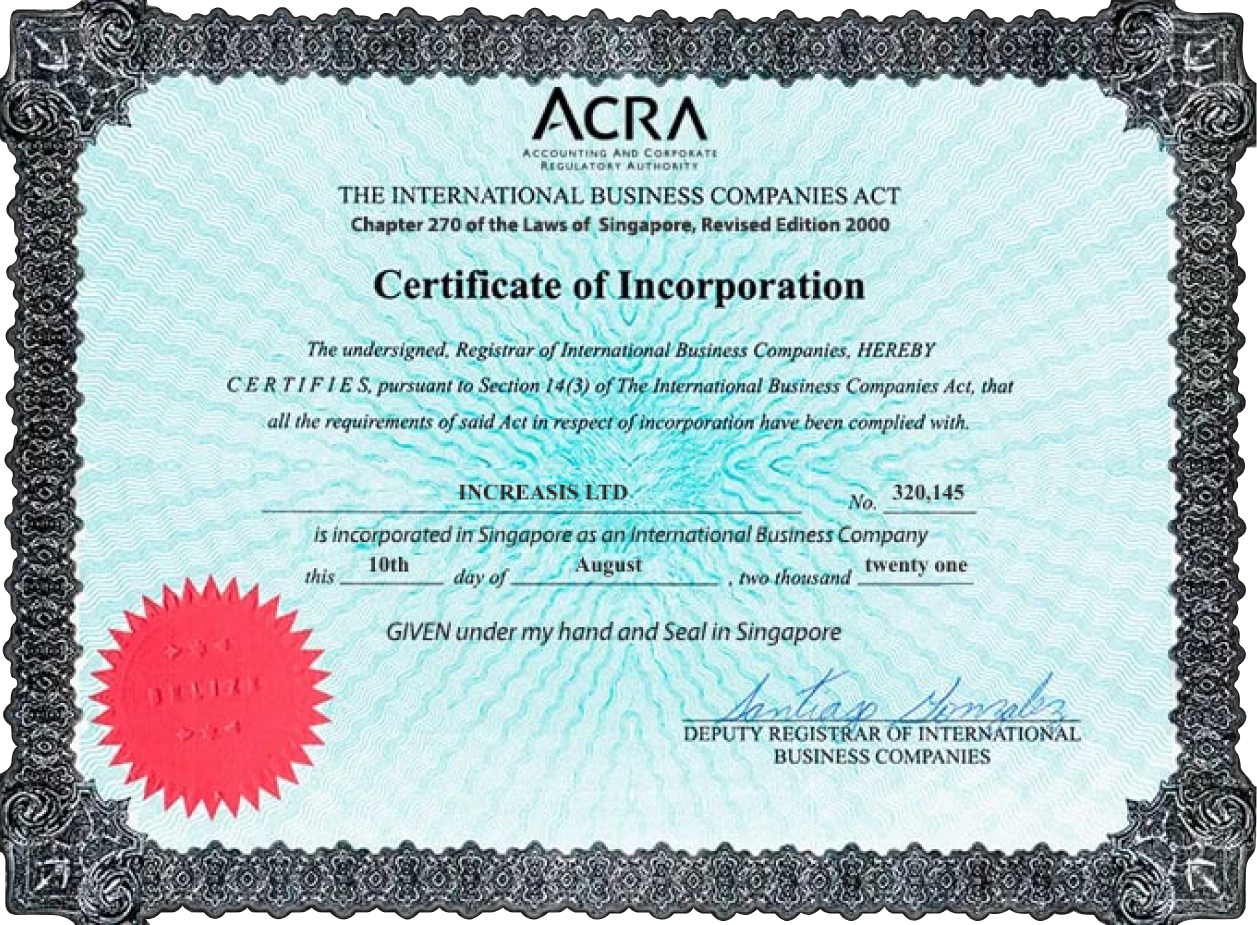 ACRA
ACCOUNTING AND CORPORATE
REGULATORY AUTHORITY
THE INTERNATIONAL BUSINESS COMPANIES ACT
Chapter 270 of the Laws of Singapore, Revised Edition 2000
Certificate of Incorporation
The undersigned, Registrar of International Business Companies, HEREBY
CERTIFIES, pursuant to Section 14(3) of The International Business Companies Act, that
all the requirements of said Act in respect of incorporation have been complied with.
INCREASIS LTD. No. 320,145
is incorporated in Singapore as an International Business Company
this 10th day of August, two thousand twenty one
GIVEN under my hand and Seal in Singapore
BELIZE
Santiago Gonzalez
DEPUTY REGISTRAR OF INTERNATIONAL
BUSINESS COMPANIES